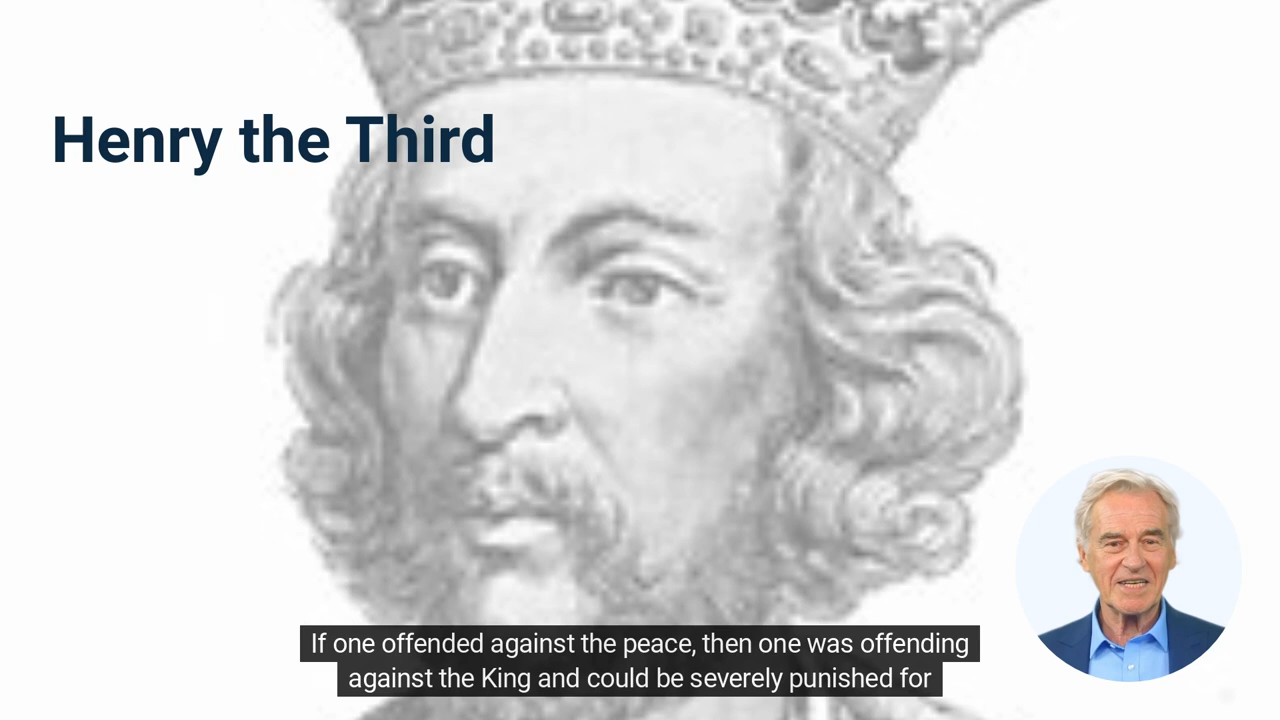 Henry the Third
If one offended against the peace, then one was offending
against the King and could be severely punished for